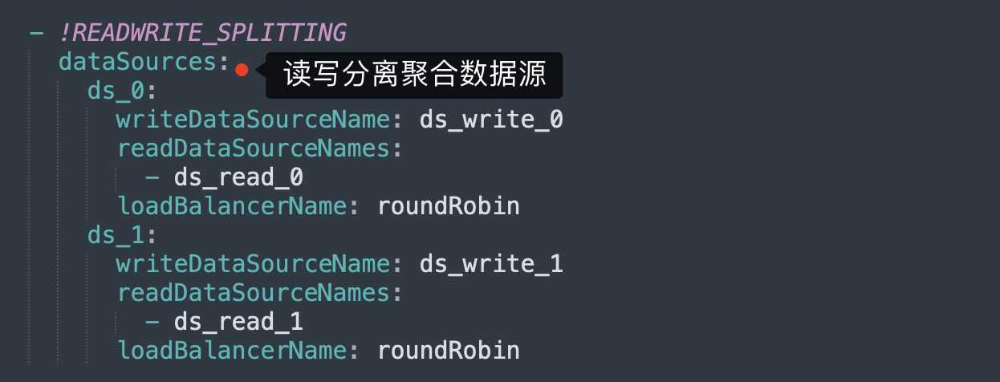 - !READWRITE_SPLITTING
dataSources:
读写分离聚合数据源
ds_0:
writeDataSourceName: ds_write_0
readDataSourceNames:
- ds_read_0
loadBalancerName: roundRobin
ds_1:
writeDataSourceName: ds_write_1
readDataSourceNames:
- ds_read_1
loadBalancerName: roundRobin